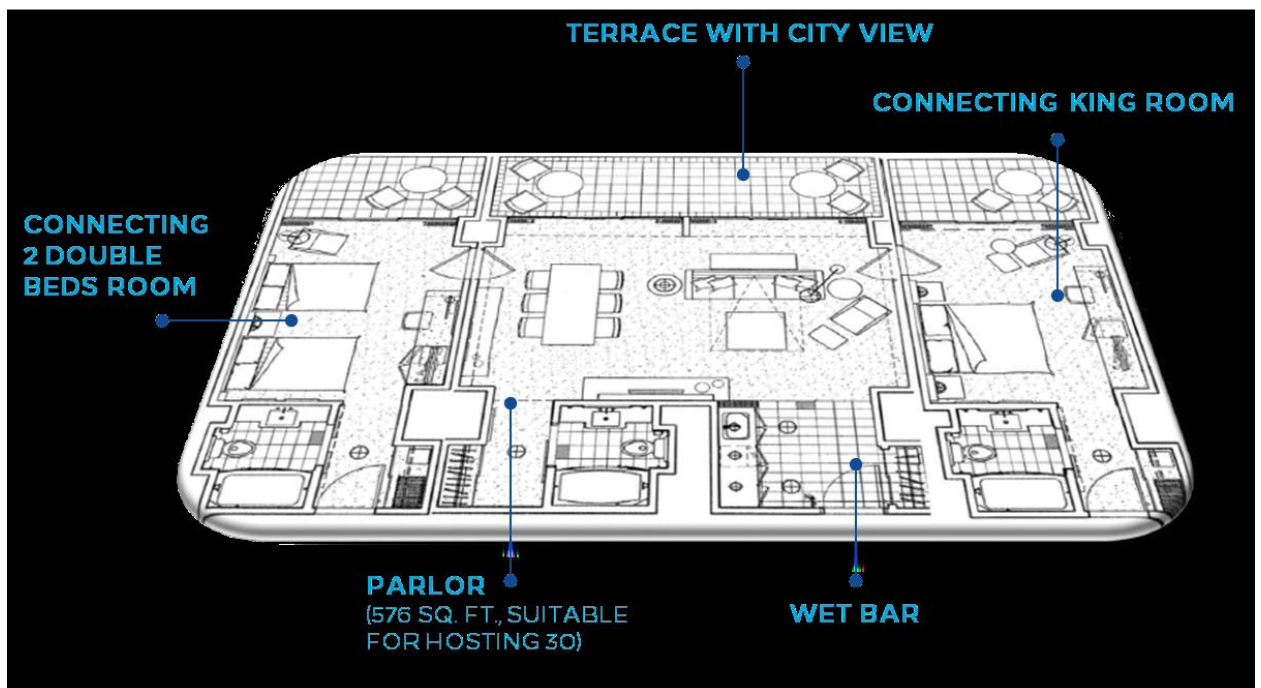 TERRACE WITH CITY VIEW
CONNECTING KING ROOM
CONNECTING
2 DOUBLE
BEDS ROOM
PARLOR
(576 SQ. FT., SUITABLE
FOR HOSTING 30)
WET BAR